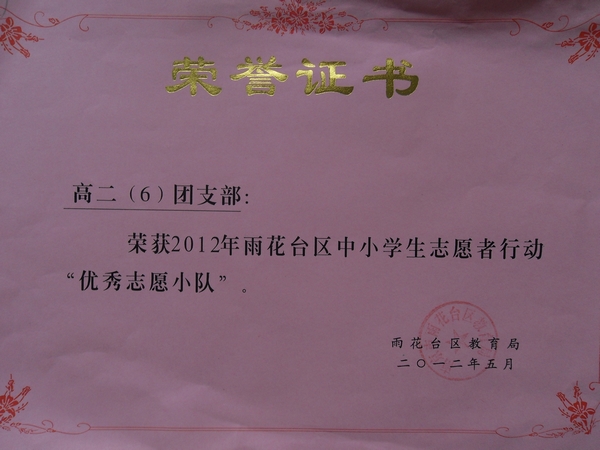 荣誉证书
高二（6）团支部：
荣获2012年雨花台区中小学生志愿者行动
“优秀志愿小队”。
雨花台区教育局
二〇一二年五月